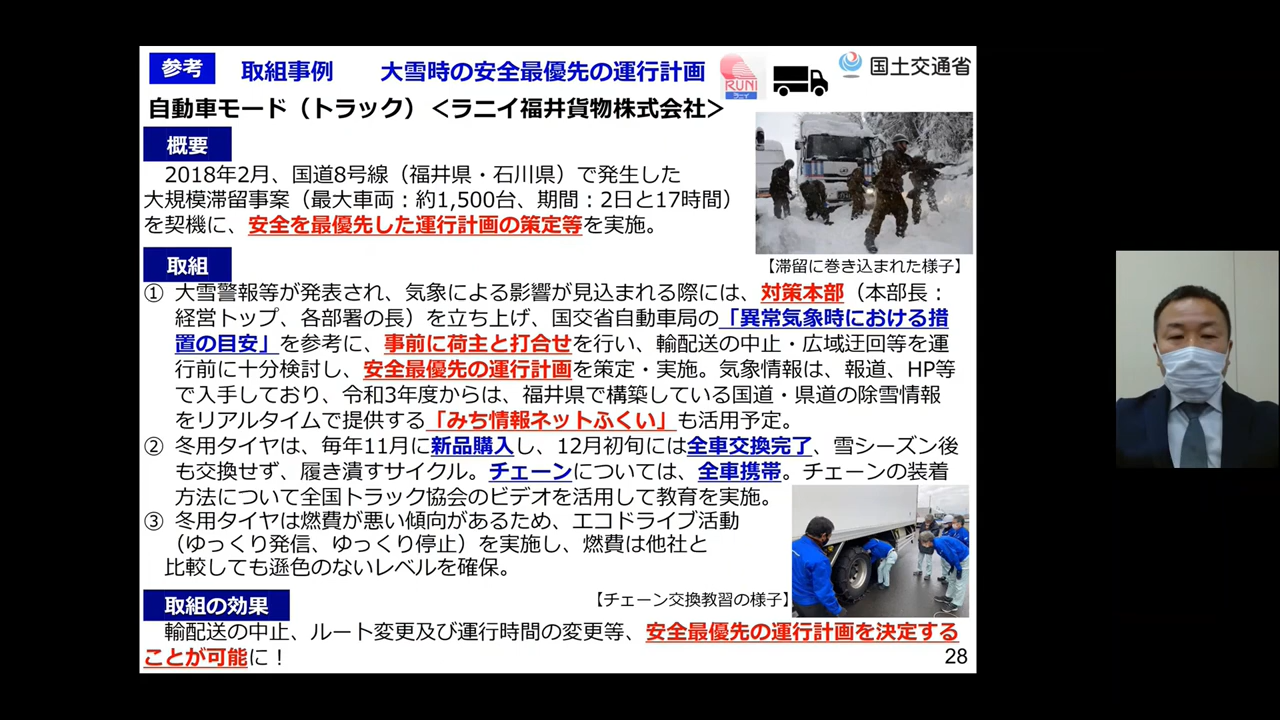 参考 取組事例 大雪時の安全最優先の運行計画
RUNI
ラニイ
国土交通省
自動車モード（トラック）＜ラニイ福井貨物株式会社＞
概要
2018年2月、国道8号線（福井県・石川県）で発生した
大規模滞留事案（最大車両：約1,500台、期間：2日と17時間）
を契機に、安全を最優先した運行計画の策定等を実施。
【滞留に巻き込まれた様子】
取組
① 大雪警報等が発表され、気象による影響が見込まれる際には、対策本部（本部長：
経営トップ、各部署の長）を立ち上げ、国交省自動車局の「異常気象時における措
置の目安」を参考に、事前に荷主と打合せを行い、輸配送の中止・広域迂回等を運
行前に十分検討し、安全最優先の運行計画を策定・実施。気象情報は、報道、HP等
で入手しており、令和3年度からは、福井県で構築している国道・県道の除雪情報
をリアルタイムで提供する「みち情報ネットふくい」も活用予定。
② 冬用タイヤは、毎年11月に新品購入し、12月初旬には全車交換完了、雪シーズン後
も交換せず、履き潰すサイクル。チェーンについては、全車携帯。チェーンの装着
方法について全国トラック協会のビデオを活用して教育を実施。
③ 冬用タイヤは燃費が悪い傾向があるため、エコドライブ活動
（ゆっくり発信、ゆっくり停止）を実施し、燃費は他社と
比較しても遜色のないレベルを確保。
【チェーン交換教習の様子】
取組の効果
輸配送の中止、ルート変更及び運行時間の変更等、安全最優先の運行計画を決定する
ことが可能に！
28